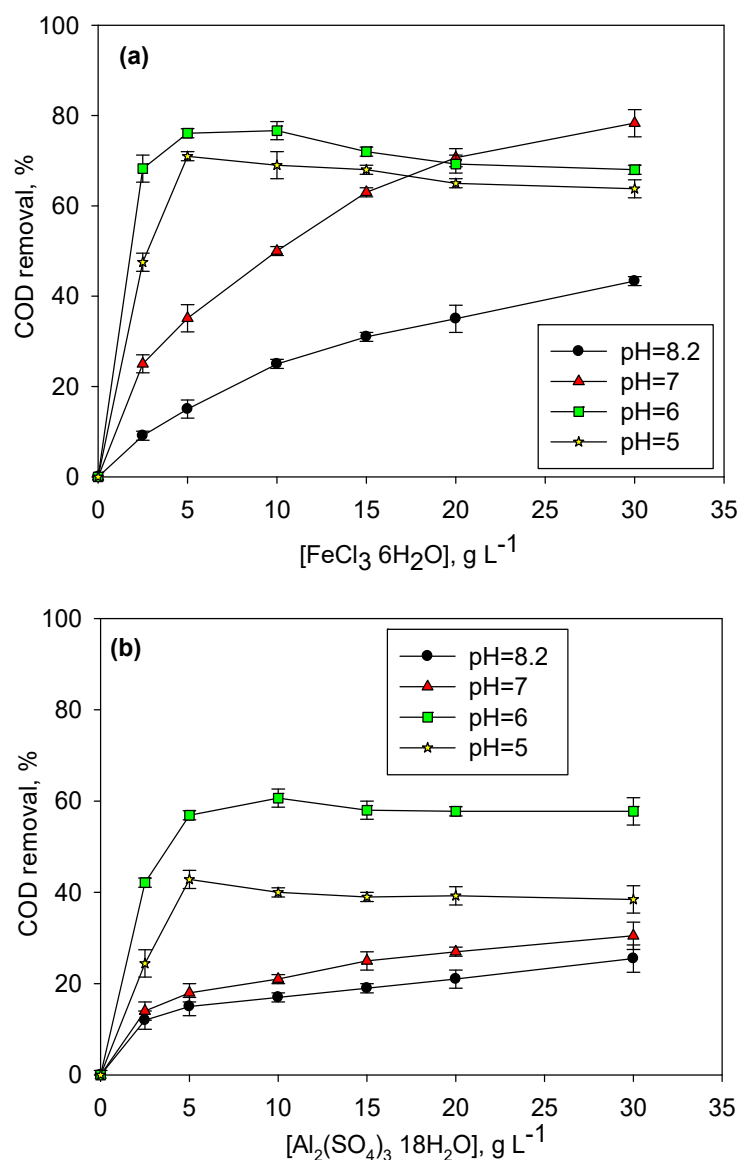 (a)
COD removal, %
100
80
60
40
20
0
pH=8.2
pH=7
pH=6
pH=5
0 5 10 15 20 25 30 35
[FeCl3 6H2O], g L-1
(b)
COD removal, %
100
80
60
40
20
0
pH=8.2
pH=7
pH=6
pH=5
0 5 10 15 20 25 30 35
[Al2(SO4)3 18H2O], g L-1